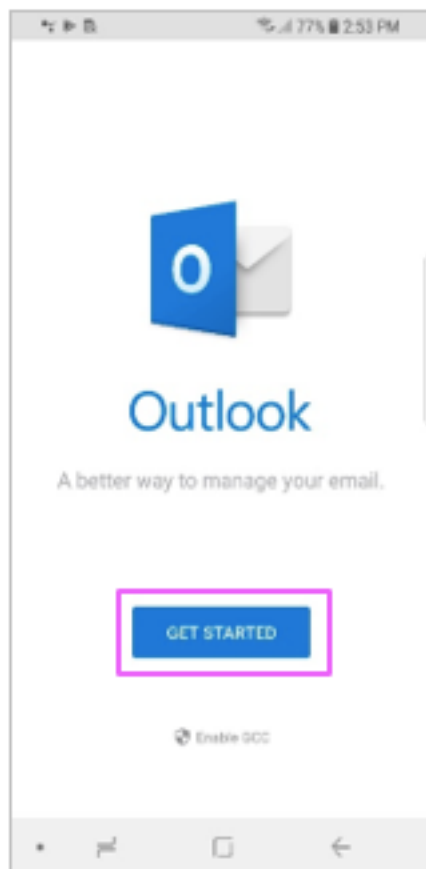 77% 2:53 PM
O
Outlook
A better way to manage your email.
GET STARTED
Enable GCC